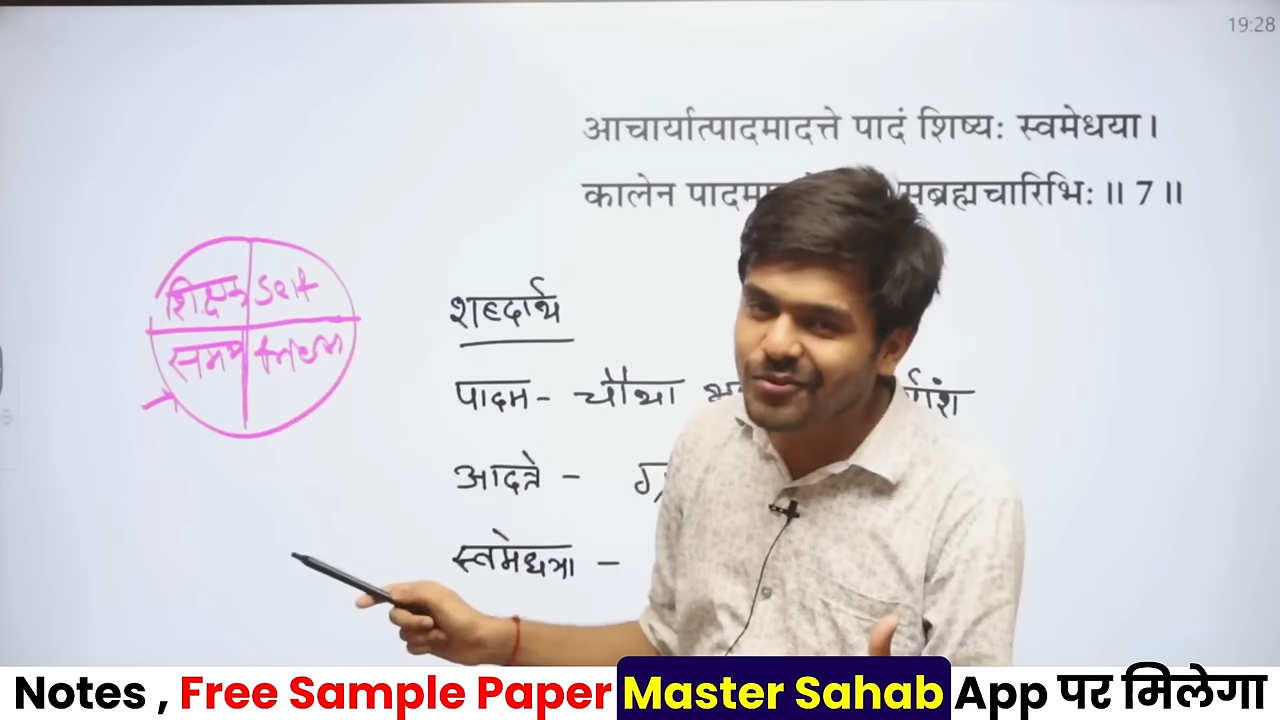 19:28
आचार्यात्पादमादत्ते पादं शिष्यः स्वमेधया।
कालेन सब्रह्मचारिभिः॥ 7॥
शिक्षक Self
समय
शब्दार्थ
पादम - चौथा
आदत्ते -
स्वमेधया -
Notes , Free Sample Paper Master Sahab App पर मिलेगा